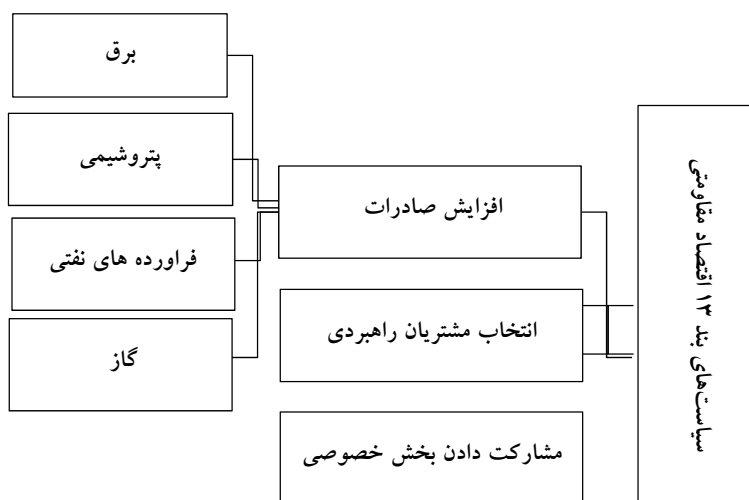 سیاست‌های بند ۱۳ اقتصاد مقاومتی
افزایش صادرات
انتخاب مشتریان راهبردی
مشارکت دادن بخش خصوصی
برق
پتروشیمی
فراورده های نفتی
گاز